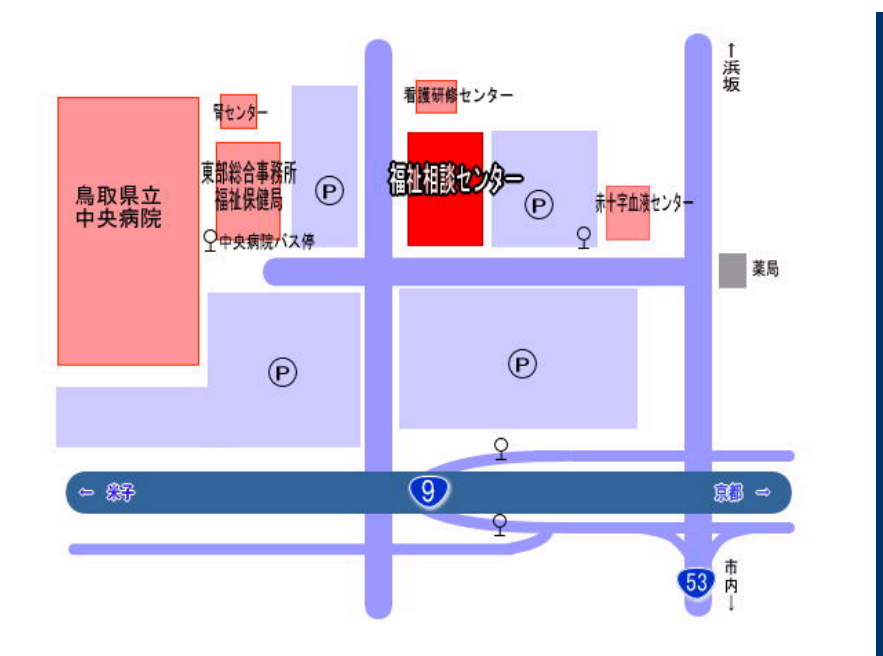 ↑
浜
坂
看護研修センター
腎センター
東部総合事務所
福祉保健局
福祉相談センター
鳥取県立
中央病院
P
P
赤十字血液センター
中央病院バス停
薬局
P
P
← 米子
9
京都 →
53
市
内
↓